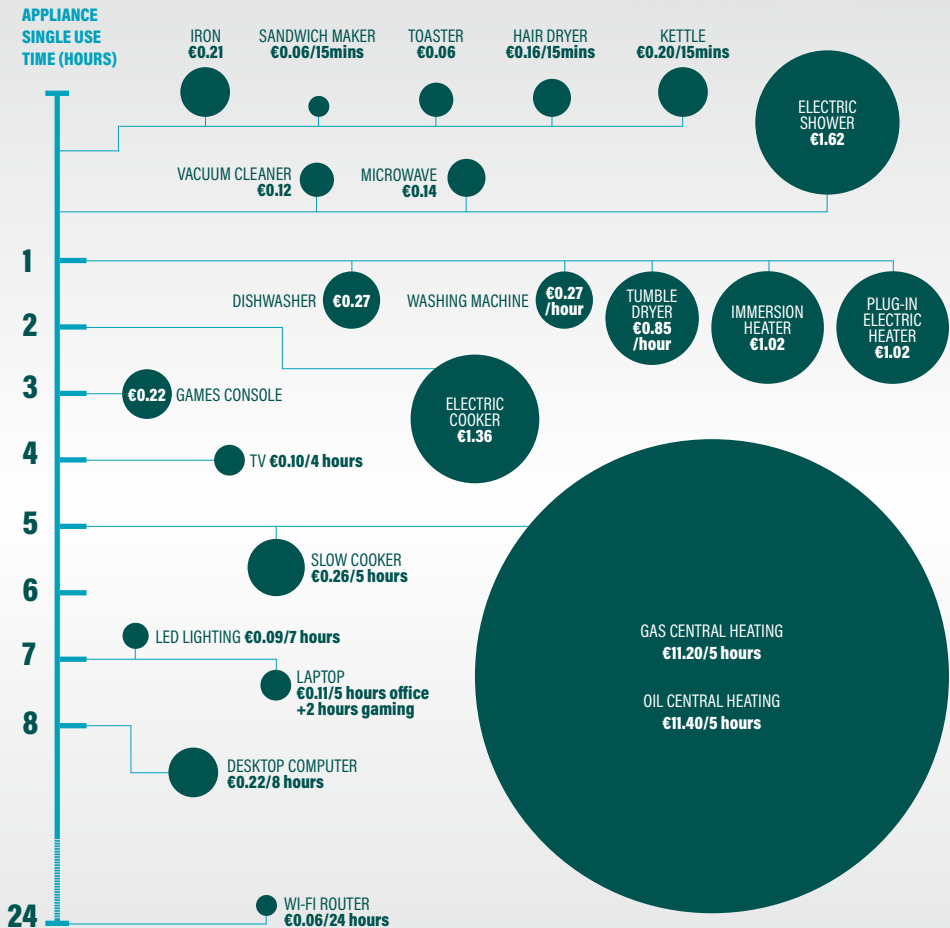 APPLIANCE
SINGLE USE
TIME (HOURS)
IRON
€0.21
SANDWICH MAKER
€0.06/15mins
TOASTER
€0.06
HAIR DRYER
€0.16/15mins
KETTLE
€0.20/15mins
ELECTRIC
SHOWER
€1.62
VACUUM CLEANER
€0.12
MICROWAVE
€0.14
1
DISHWASHER
€0.27
WASHING MACHINE
€0.27
/hour
TUMBLE
DRYER
€0.85
/hour
IMMERSION
HEATER
€1.02
PLUG-IN
ELECTRIC
HEATER
€1.02
2
ELECTRIC
COOKER
€1.36
3
€0.22 GAMES CONSOLE
4
TV €0.10/4 hours
5
SLOW COOKER
€0.26/5 hours
GAS CENTRAL HEATING
€11.20/5 hours
OIL CENTRAL HEATING
€11.40/5 hours
6
7
LED LIGHTING €0.09/7 hours
LAPTOP
€0.11/5 hours office
+2 hours gaming
8
DESKTOP COMPUTER
€0.22/8 hours
24
WI-FI ROUTER
€0.06/24 hours